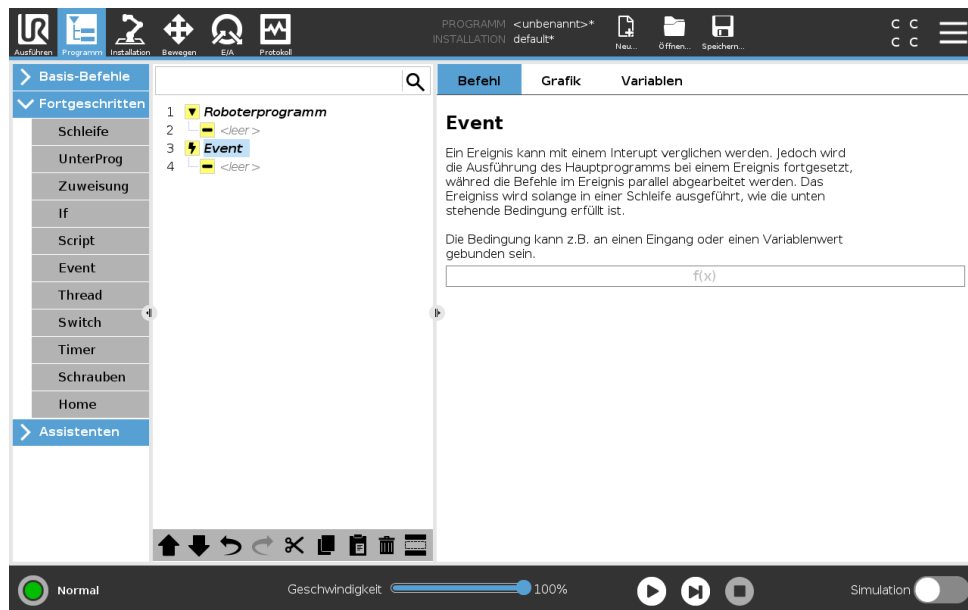 PROGRAMM <unbenannt>*
INSTALLATION default*
Ausführen Programm Installation Bewegen E/A Protokoll
Neu... Öffnen... Speichern...
C C
C C
Basis-Befehle
Fortgeschritten
Schleife
UnterProg
Zuweisung
If
Script
Event
Thread
Switch
Timer
Schrauben
Home
Assistenten
1 Roboterprogramm
2 <leer>
3 Event
4 <leer>
Befehl Grafik Variablen
Event
Ein Ereignis kann mit einem Interupt verglichen werden. Jedoch wird
die Ausführung des Hauptprogramms bei einem Ereignis fortgesetzt,
währed die Befehle im Ereignis parallel abgearbeitet werden. Das
Ereigniss wird solange in einer Schleife ausgeführt, wie die unten
stehende Bedingung erfüllt ist.
Die Bedingung kann z.B. an einen Eingang oder einen Variablenwert
gebunden sein.
f(x)
Normal
Geschwindigkeit 100%
Simulation